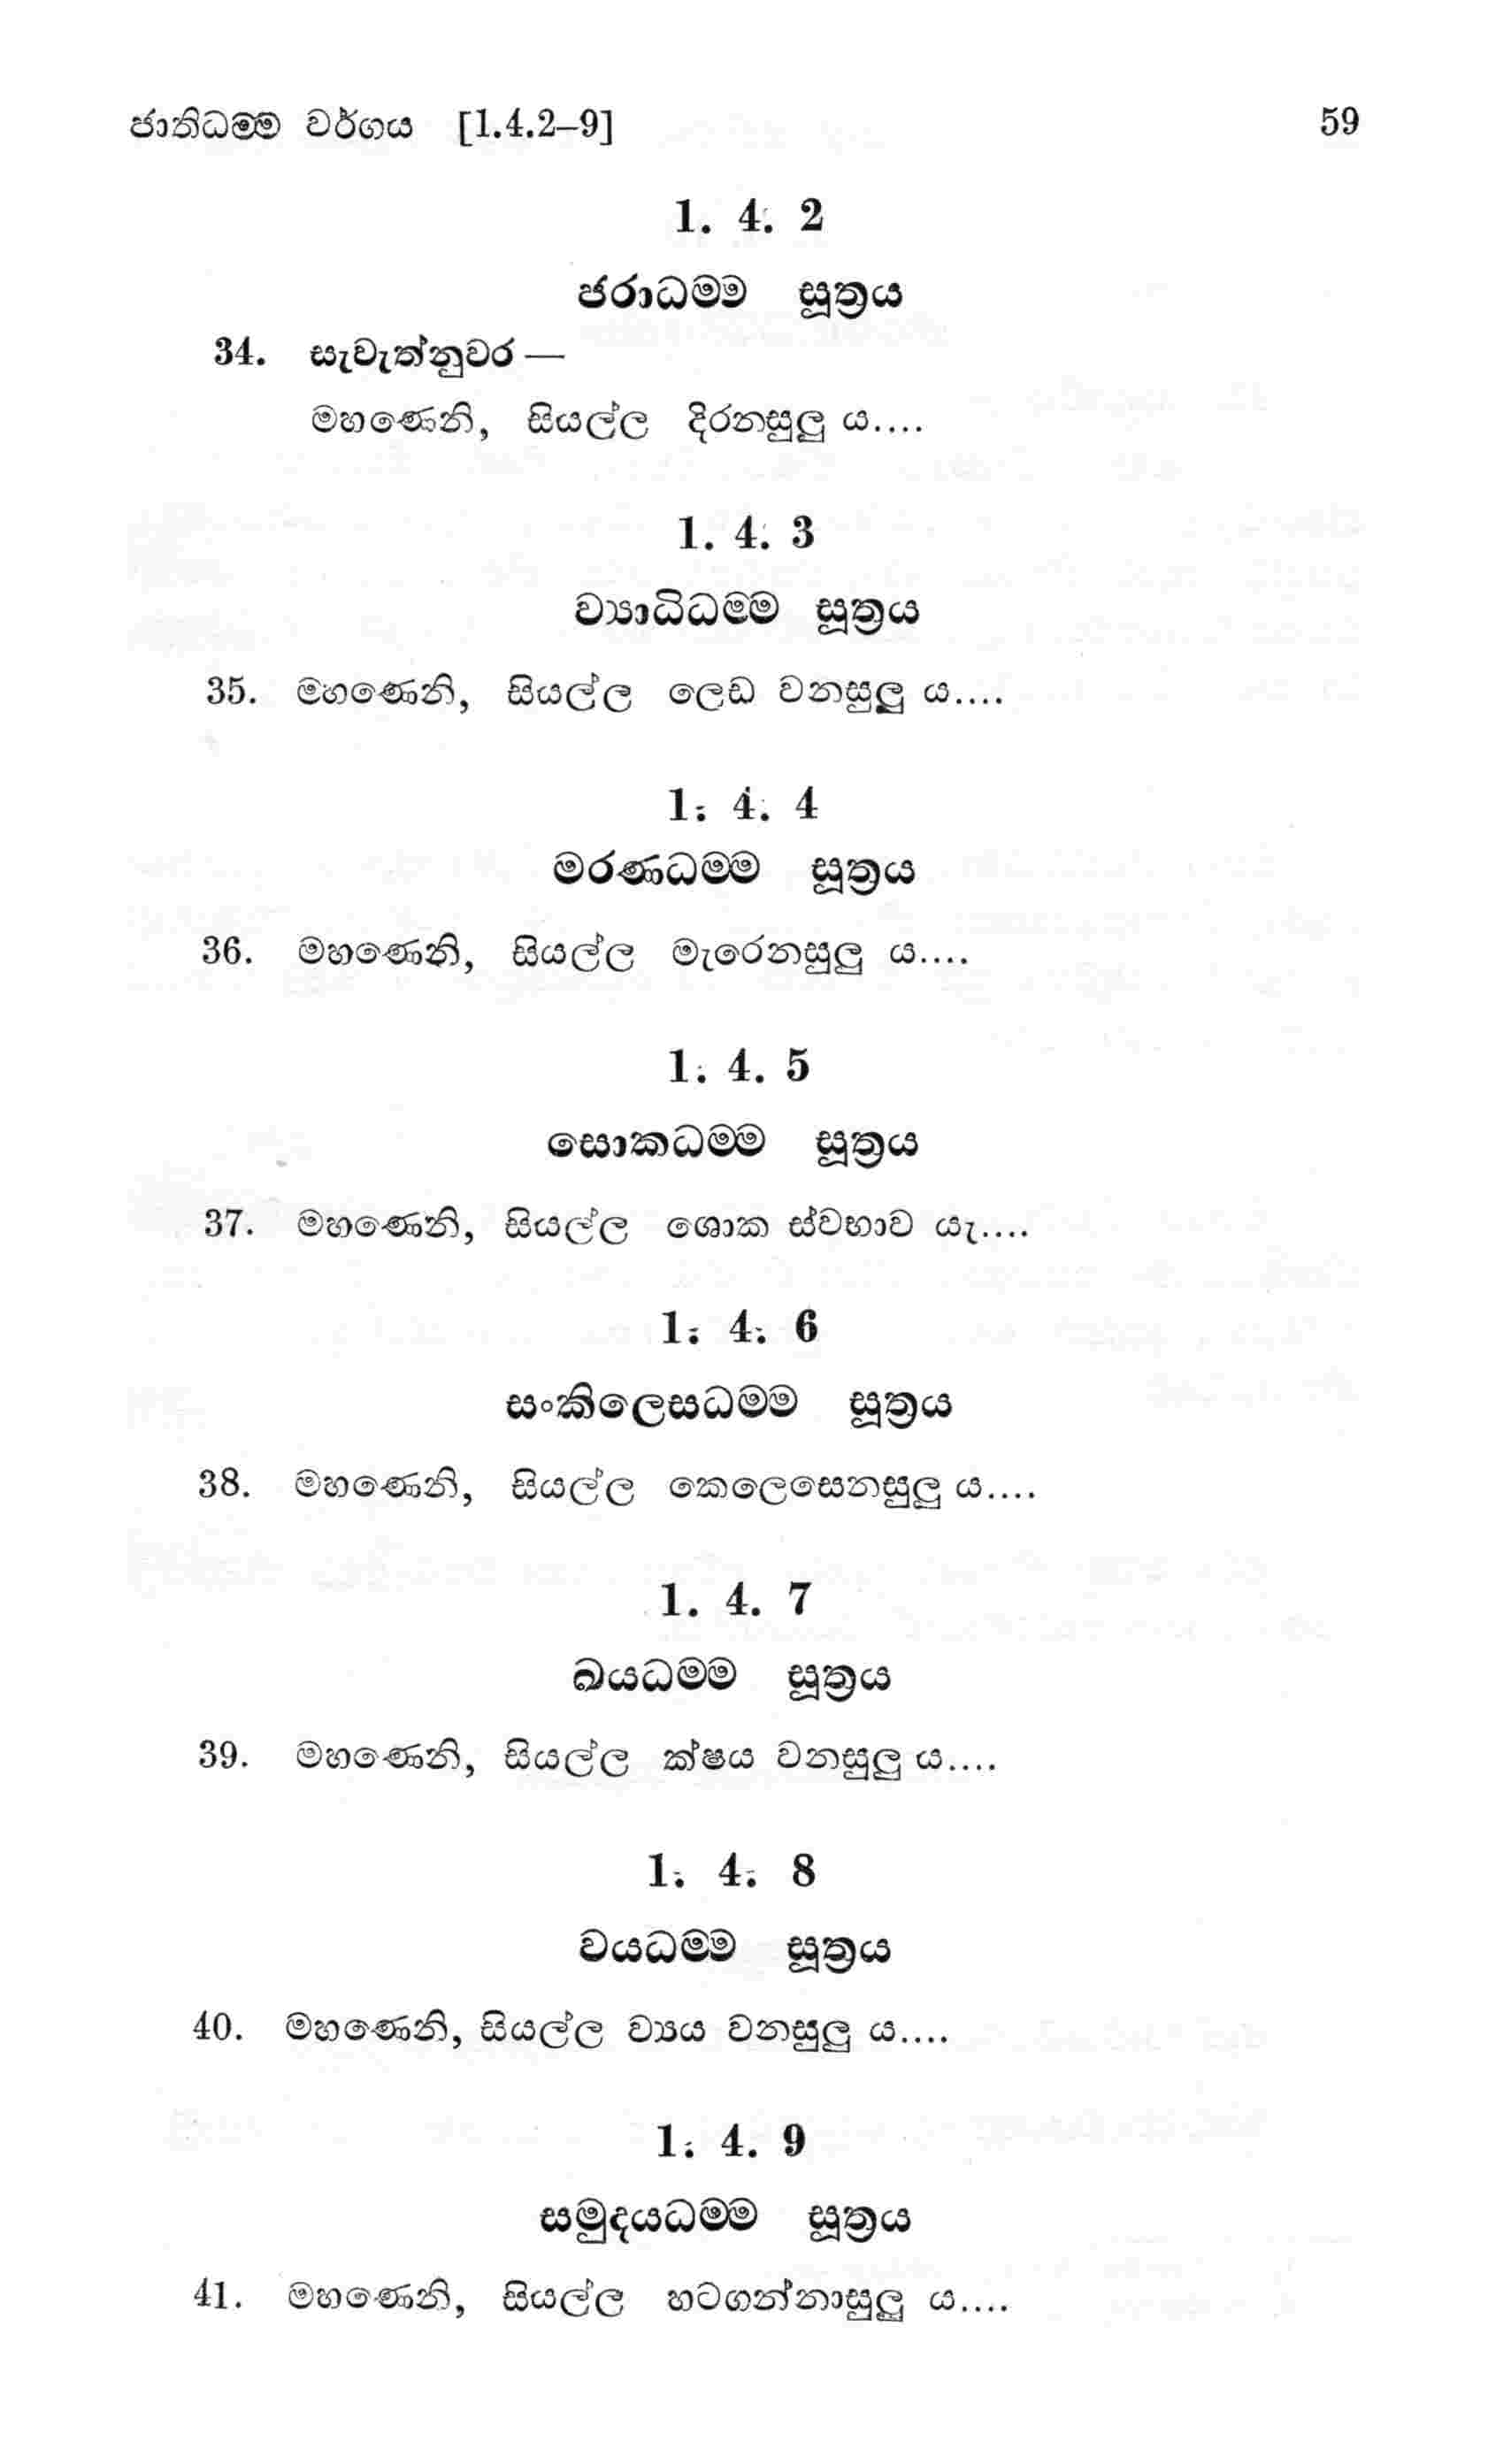 ජාතිධම්ම වර්ගය [1.4.2–9] 59
1. 4. 2
ජරාධම්ම සූත්‍රය
34. සැවැත්නුවර —
මහණෙනි, සියල්ල දිරනසුලු ය....
1. 4. 3
ව්‍යාධිධම්ම සූත්‍රය
35. මහණෙනි, සියල්ල ලෙඩ වනසුලු ය....
1. 4. 4
මරණධම්ම සූත්‍රය
36. මහණෙනි, සියල්ල මැරෙනසුලු ය....
1. 4. 5
සොකධම්ම සූත්‍රය
37. මහණෙනි, සියල්ල ශොක ස්වභාව යැ....
1. 4. 6
සංකිලෙසධම්ම සූත්‍රය
38. මහණෙනි, සියල්ල කෙලෙසෙනසුලු ය....
1. 4. 7
ඛයධම්ම සූත්‍රය
39. මහණෙනි, සියල්ල ක්ෂය වනසුලු ය....
1. 4. 8
වයධම්ම සූත්‍රය
40. මහණෙනි, සියල්ල ව්‍යය වනසුලු ය....
1. 4. 9
සමුදයධම්ම සූත්‍රය
41. මහණෙනි, සියල්ල හටගන්නාසුලු ය....